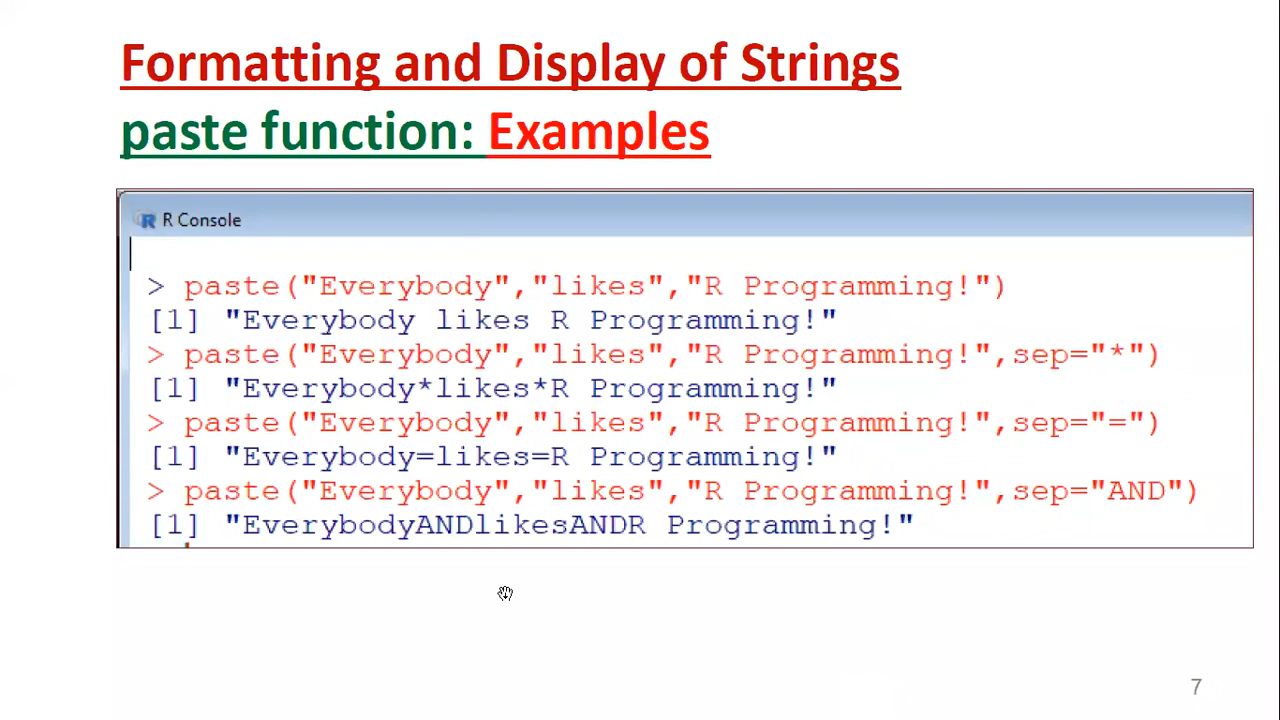 Formatting and Display of Strings
paste function: Examples
R Console
> paste("Everybody","likes","R Programming!")
[1] "Everybody likes R Programming!"
> paste("Everybody","likes","R Programming!",sep="*")
[1] "Everybody*likes*R Programming!"
> paste("Everybody","likes","R Programming!",sep="=")
[1] "Everybody=likes=R Programming!"
> paste("Everybody","likes","R Programming!",sep="AND")
[1] "EverybodyANDlikesANDR Programming!"
7